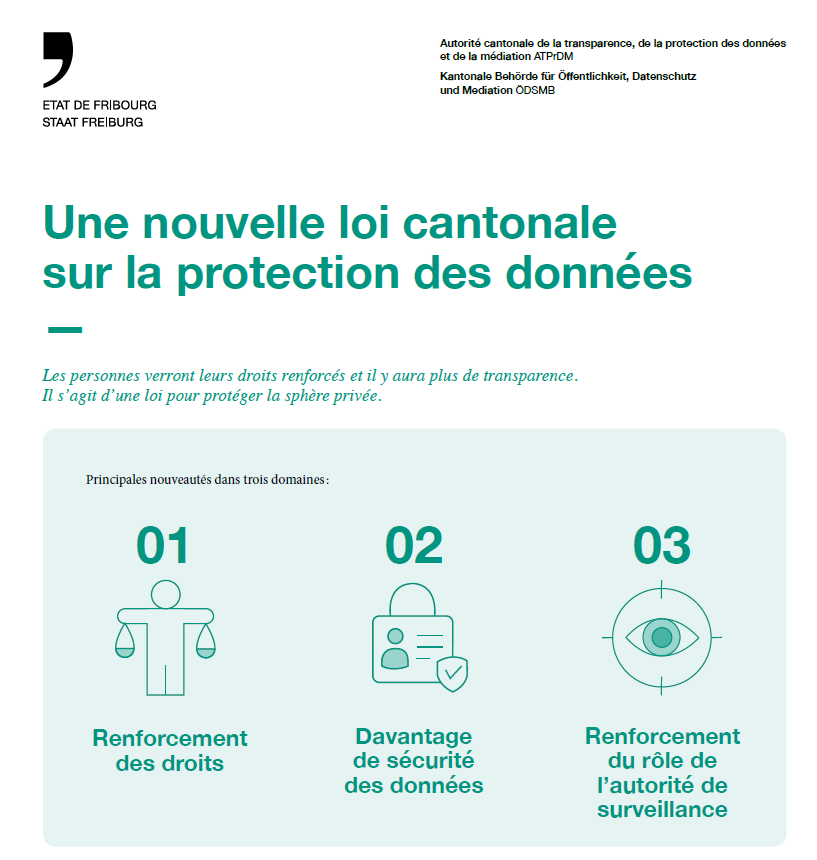 ETAT DE FRIBOURG
STAAT FREIBURG
Autorité cantonale de la transparence, de la protection des données
et de la médiation ATPrDM
Kantonale Behörde für Öffentlichkeit, Datenschutz
und Mediation ÖDSMB
Une nouvelle loi cantonale
sur la protection des données
—
Les personnes verront leurs droits renforcés et il y aura plus de transparence.
Il s’agit d’une loi pour protéger la sphère privée.
Principales nouveautés dans trois domaines :
01
Renforcement
des droits
02
Davantage
de sécurité
des données
03
Renforcement
du rôle de
l’autorité de
surveillance